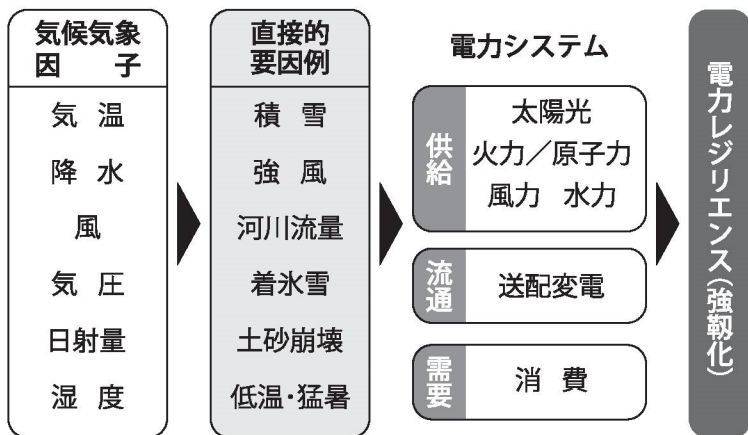 気候気象
因　子
気 温
降 水
風
気 圧
日射量
湿 度
直接的
要因例
積 雪
強 風
河川流量
着氷雪
土砂崩壊
低温・猛暑
電力システム
供給
太陽光
火力／原子力
風力　水力
流通
送配変電
需要
消 費
電力レジリエンス(強靱化)